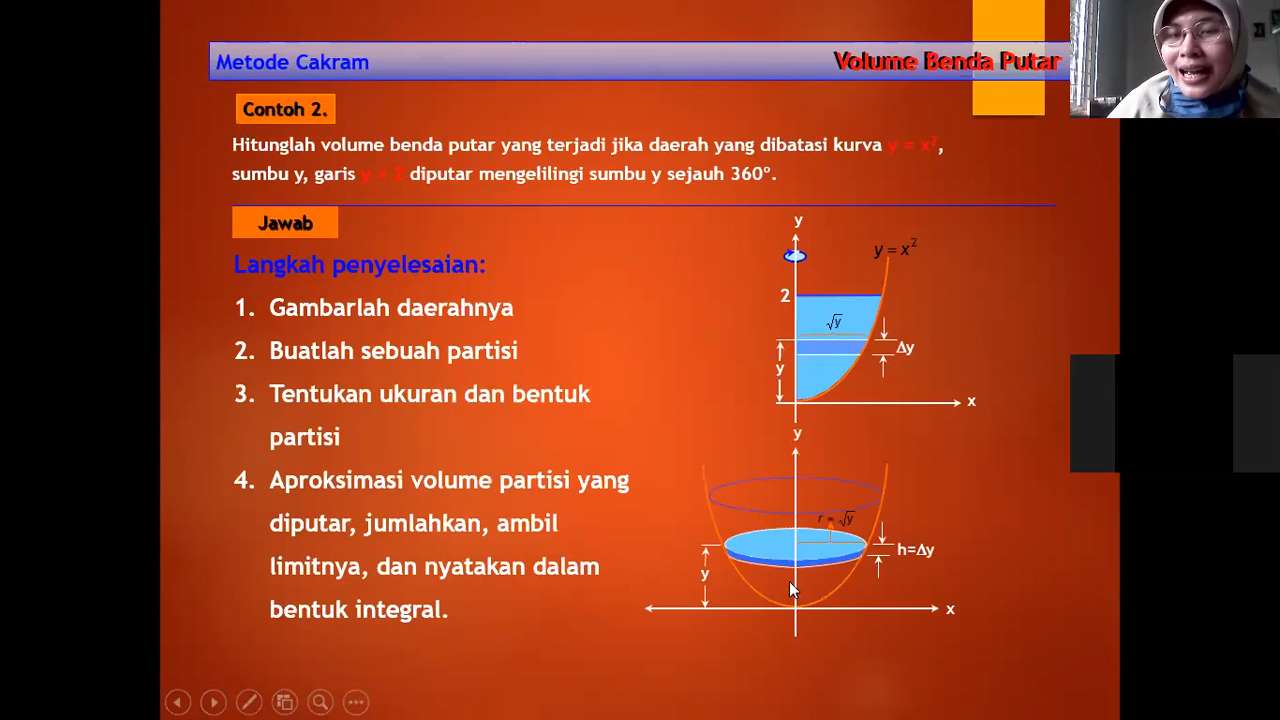 Metode Cakram
Volume Benda Putar
Contoh 2.
Hitunglah volume benda putar yang terjadi jika daerah yang dibatasi kurva y = x²,
sumbu y, garis y = 2 diputar mengelilingi sumbu y sejauh 360º.
Jawab
Langkah penyelesaian:
1. Gambarlah daerahnya
2. Buatlah sebuah partisi
3. Tentukan ukuran dan bentuk
partisi
4. Aproksimasi volume partisi yang
diputar, jumlahkan, ambil
limitnya, dan nyatakan dalam
bentuk integral.
y
y = x²
2
√y
Δy
y
x
y
r = √y
h=Δy
y
x